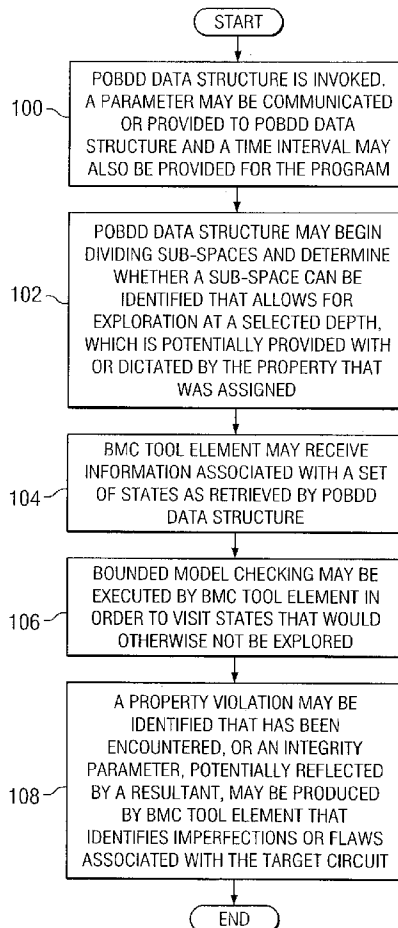 START
100
POBDD DATA STRUCTURE IS INVOKED.
A PARAMETER MAY BE COMMUNICATED
OR PROVIDED TO POBDD DATA
STRUCTURE AND A TIME INTERVAL MAY
ALSO BE PROVIDED FOR THE PROGRAM
102
POBDD DATA STRUCTURE MAY BEGIN
DIVIDING SUB-SPACES AND DETERMINE
WHETHER A SUB-SPACE CAN BE
IDENTIFIED THAT ALLOWS FOR
EXPLORATION AT A SELECTED DEPTH,
WHICH IS POTENTIALLY PROVIDED WITH
OR DICTATED BY THE PROPERTY THAT
WAS ASSIGNED
104
BMC TOOL ELEMENT MAY RECEIVE
INFORMATION ASSOCIATED WITH A SET
OF STATES AS RETRIEVED BY POBDD
DATA STRUCTURE
106
BOUNDED MODEL CHECKING MAY BE
EXECUTED BY BMC TOOL ELEMENT IN
ORDER TO VISIT STATES THAT WOULD
OTHERWISE NOT BE EXPLORED
108
A PROPERTY VIOLATION MAY BE
IDENTIFIED THAT HAS BEEN
ENCOUNTERED, OR AN INTEGRITY
PARAMETER, POTENTIALLY REFLECTED
BY A RESULTANT, MAY BE PRODUCED
BY BMC TOOL ELEMENT THAT
IDENTIFIES IMPERFECTIONS OR FLAWS
ASSOCIATED WITH THE TARGET CIRCUIT
END